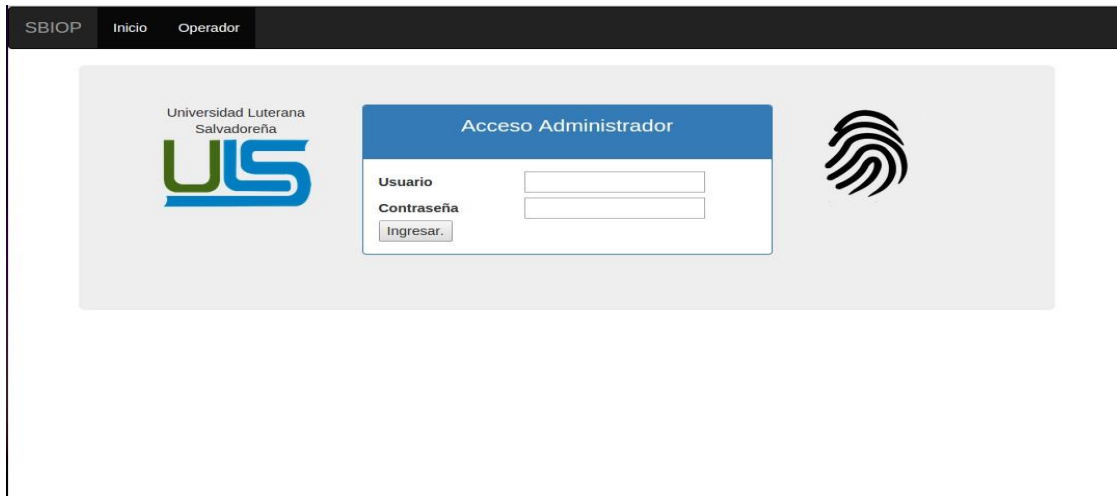 SBIOP Inicio Operador
Universidad Luterana
Salvadoreña
ULS
Acceso Administrador
Usuario
Contraseña
Ingresar.